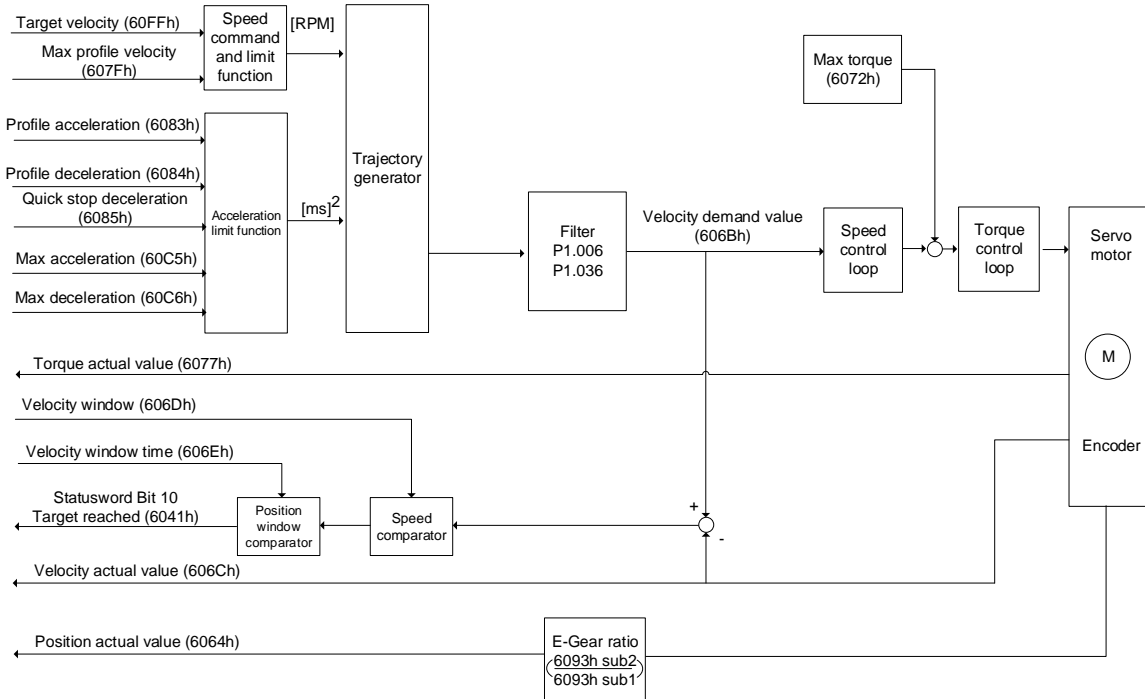 Target velocity (60FFh)
Max profile velocity
(607Fh)
Speed
command
and limit
function
[RPM]
Profile acceleration (6083h)
Profile deceleration (6084h)
Quick stop deceleration
(6085h)
Max acceleration (60C5h)
Max deceleration (60C6h)
Acceleration
limit function
[ms]2
Trajectory
generator
Filter
P1.006
P1.036
Velocity demand value
(606Bh)
Max torque
(6072h)
Speed
control
loop
Torque
control
loop
Servo
motor
M
Encoder
Torque actual value (6077h)
Velocity window (606Dh)
Velocity window time (606Eh)
Statusword Bit 10
Target reached (6041h)
Position
window
comparator
Speed
comparator
+
-
Velocity actual value (606Ch)
Position actual value (6064h)
E-Gear ratio
(6093h sub2
6093h sub1)